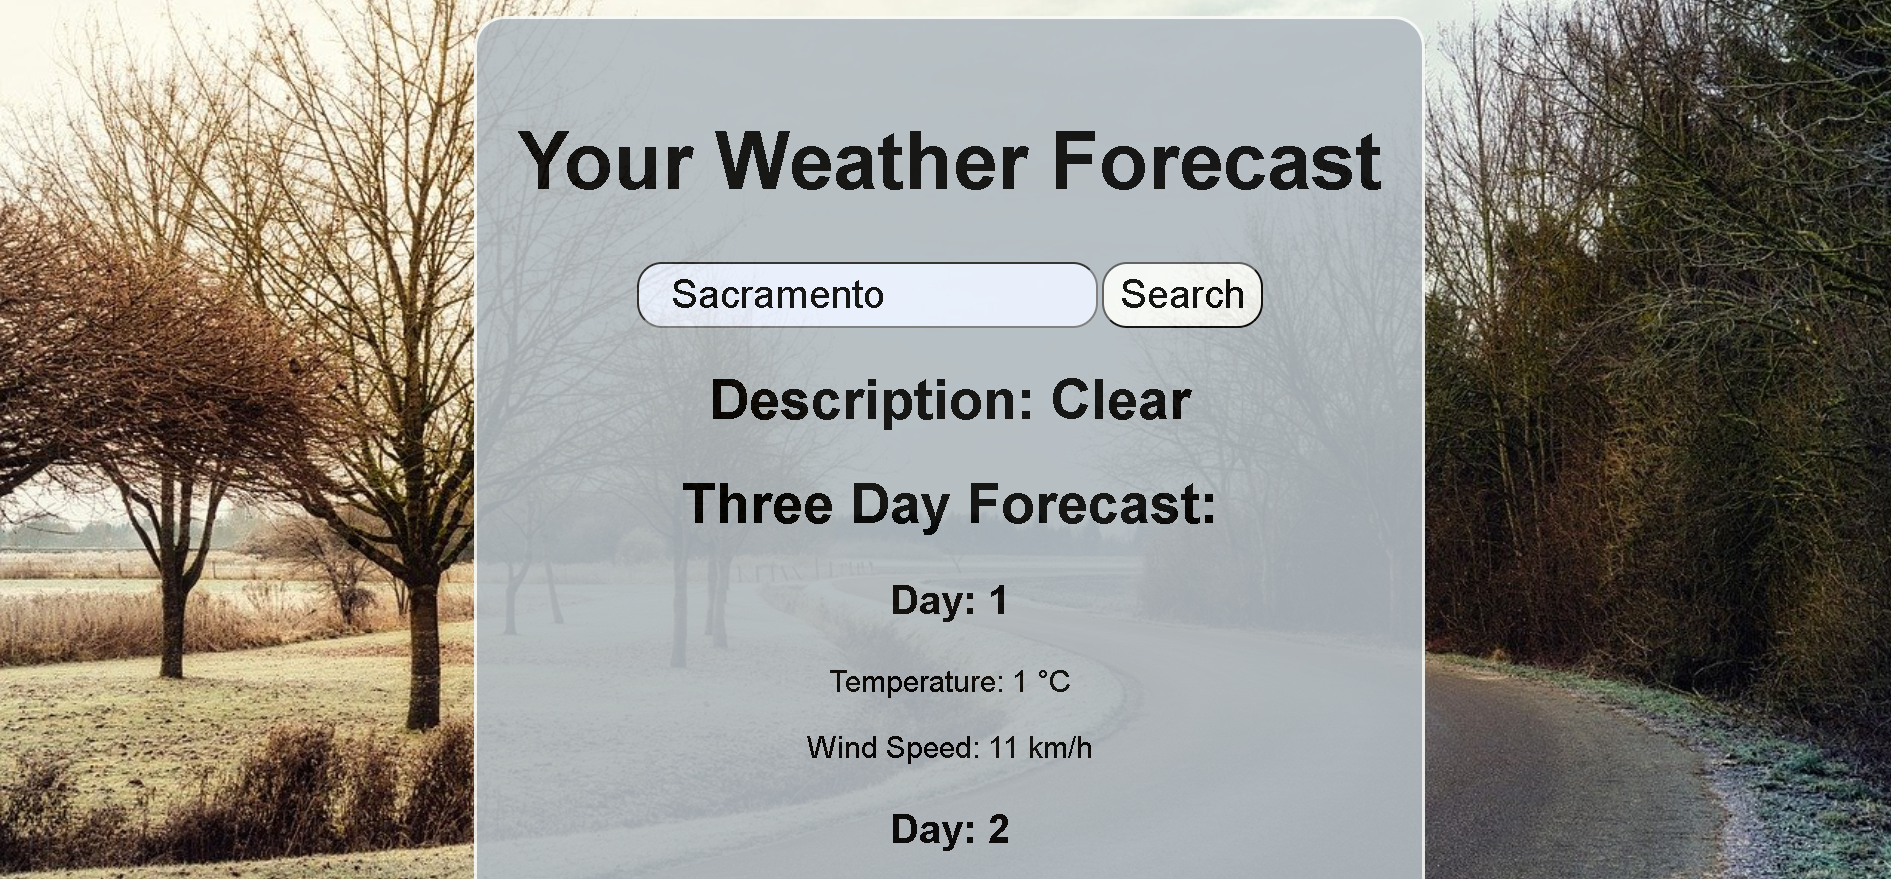 Your Weather Forecast
Sacramento Search
Description: Clear
Three Day Forecast:
Day: 1
Temperature: 1 °C
Wind Speed: 11 km/h
Day: 2